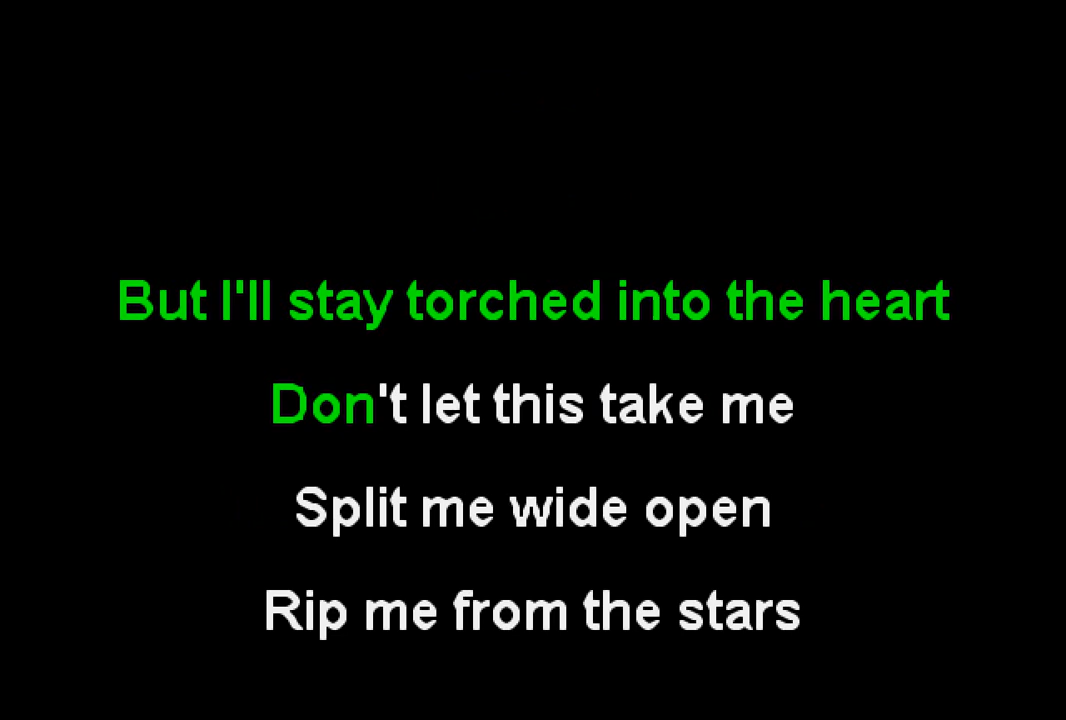 But I'll stay torched into the heart
Don't let this take me
Split me wide open
Rip me from the stars